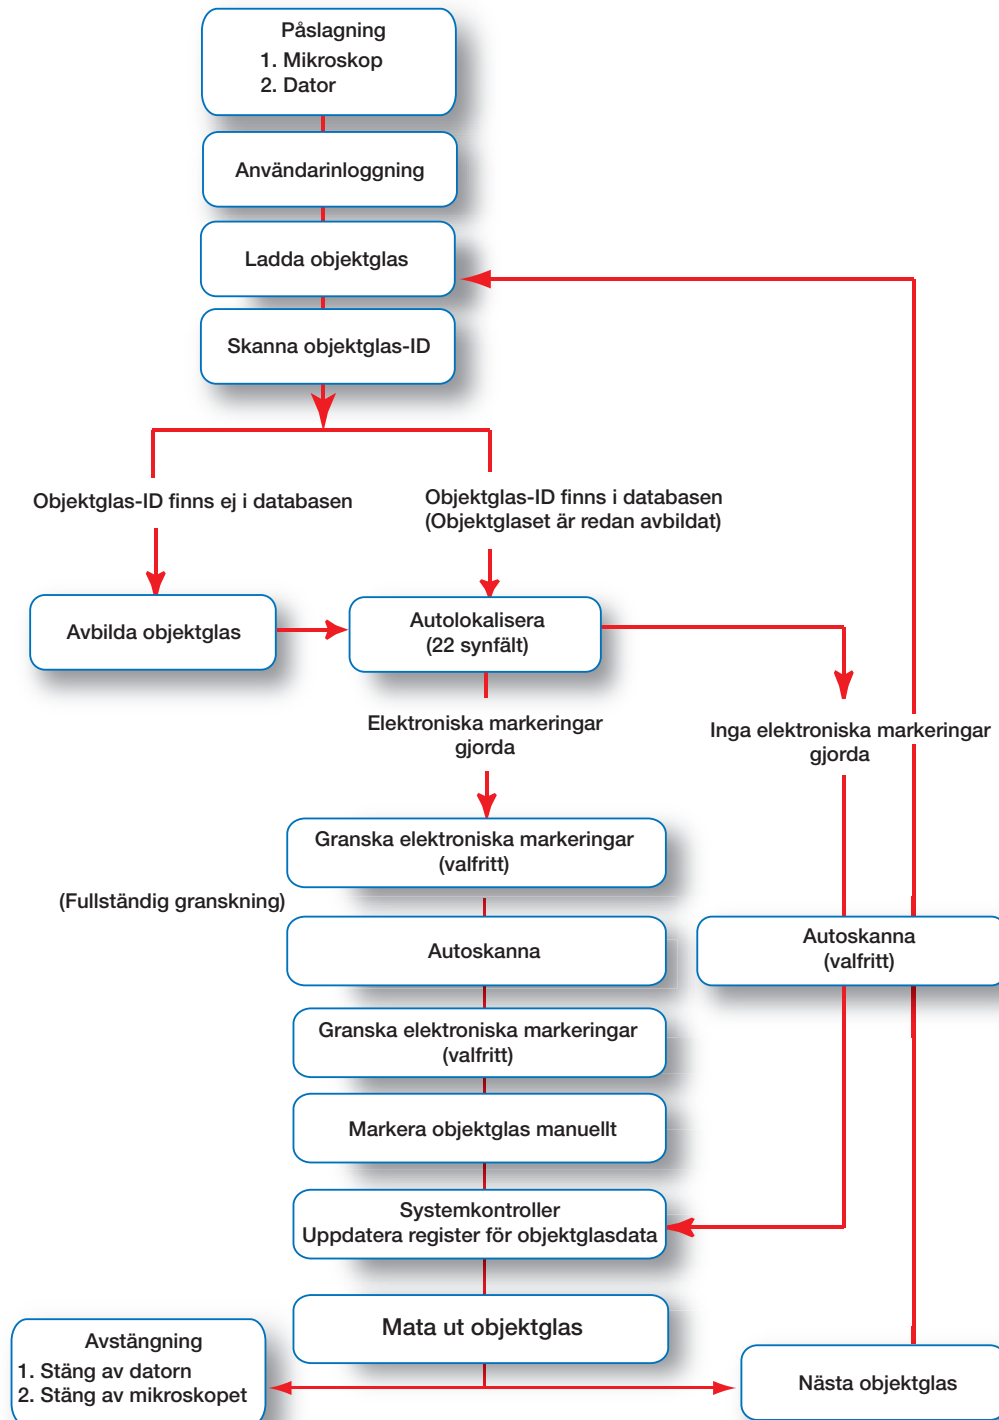 Påslagning
1. Mikroskop
2. Dator
Användarinloggning
Ladda objektglas
Skanna objektglas-ID
Objektglas-ID finns ej i databasen
Objektglas-ID finns i databasen
(Objektglaset är redan avbildat)
Avbilda objektglas
Autolokalisera
(22 synfält)
Elektroniska markeringar
gjorda
Inga elektroniska markeringar
gjorda
Granska elektroniska markeringar
(valfritt)
(Fullständig granskning)
Autoskanna
Autoskanna
(valfritt)
Granska elektroniska markeringar
(valfritt)
Markera objektglas manuellt
Systemkontroller
Uppdatera register för objektglasdata
Mata ut objektglas
Avstängning
1. Stäng av datorn
2. Stäng av mikroskopet
Nästa objektglas